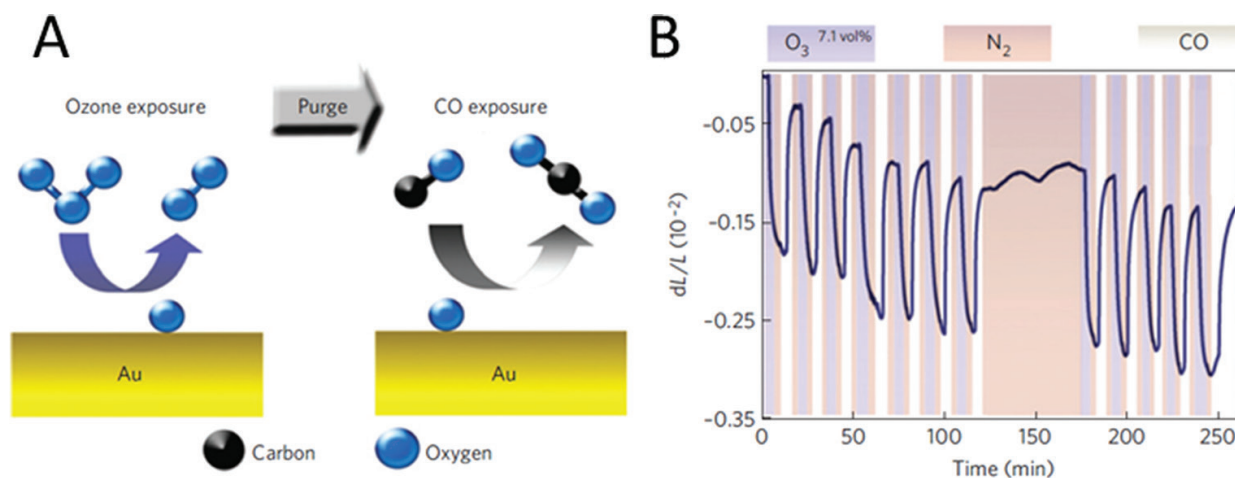 A
Ozone exposure
Purge
CO exposure
Au
Au
Carbon
Oxygen
B
O₃ 7.1 vol%
N₂
CO
-0.05
-0.15
-0.25
-0.35
dL/L (10⁻²)
0
50
100
150
200
250
Time (min)